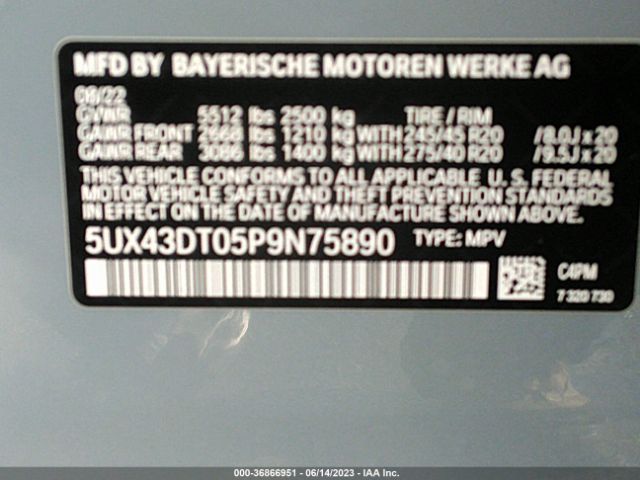 MFD BY BAYERISCHE MOTOREN WERKE AG
08/22
GVWR 5512 lbs 2500 kg TIRE / RIM
GAWR FRONT 2668 lbs 1210 kg WITH 245/45 R20 /8.0J x 20
GAWR REAR 3086 lbs 1400 kg WITH 275/40 R20 /9.5J x 20
THIS VEHICLE CONFORMS TO ALL APPLICABLE U. S. FEDERAL
MOTOR VEHICLE SAFETY AND THEFT PREVENTION STANDARDS
IN EFFECT ON THE DATE OF MANUFACTURE SHOWN ABOVE.
5UX43DT05P9N75890 TYPE: MPV
C4PM
7 320 730
000-36866951 - 06/14/2023 - IAA Inc.